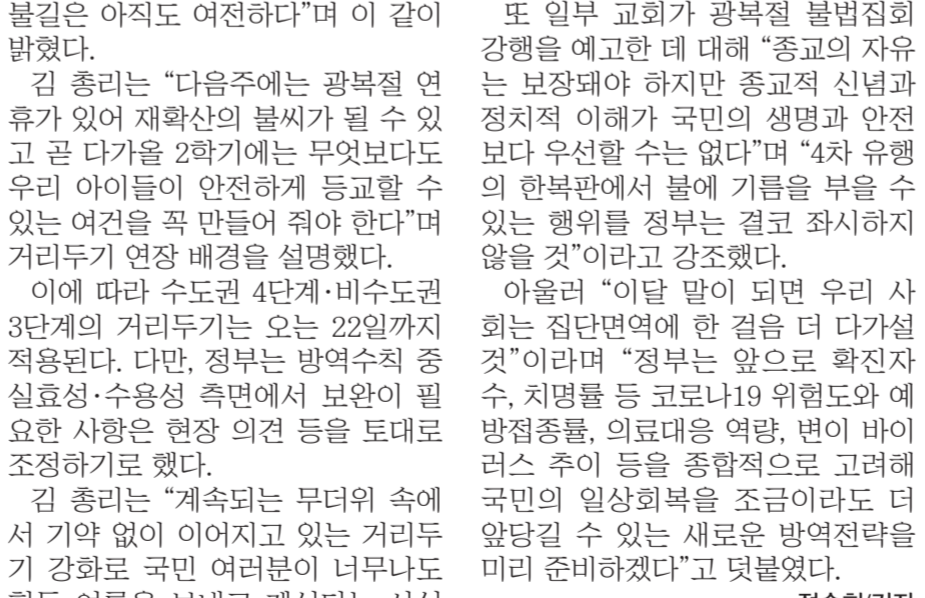 불길은 아직도 여전하다”며 이 같이
밝혔다.
김 총리는 “다음주에는 광복절 연
휴가 있어 재확산의 불씨가 될 수 있
고 곧 다가올 2학기에는 무엇보다도
우리 아이들이 안전하게 등교할 수
있는 여건을 꼭 만들어 줘야 한다”며
거리두기 연장 배경을 설명했다.
이에 따라 수도권 4단계·비수도권
3단계의 거리두기는 오는 22일까지
적용된다. 다만, 정부는 방역수칙 중
실효성·수용성 측면에서 보완이 필
요한 사항은 현장 의견 등을 토대로
조정하기로 했다.
김 총리는 “계속되는 무더위 속에
서 기약 없이 이어지고 있는 거리두
기 강화로 국민 여러분이 너무나도
또 일부 교회가 광복절 불법집회
강행을 예고한 데 대해 “종교의 자유
는 보장돼야 하지만 종교적 신념과
정치적 이해가 국민의 생명과 안전
보다 우선할 수는 없다”며 “4차 유행
의 한복판에서 불에 기름을 부을 수
있는 행위를 정부는 결코 좌시하지
않을 것”이라고 강조했다.
아울러 “이달 말이 되면 우리 사
회는 집단면역에 한 걸음 더 다가설
것”이라며 “정부는 앞으로 확진자
수, 치명률 등 코로나19 위험도와 예
방접종률, 의료대응 역량, 변이 바이
러스 추이 등을 종합적으로 고려해
국민의 일상회복을 조금이라도 더
앞당길 수 있는 새로운 방역전략을
미리 준비하겠다”고 덧붙였다.